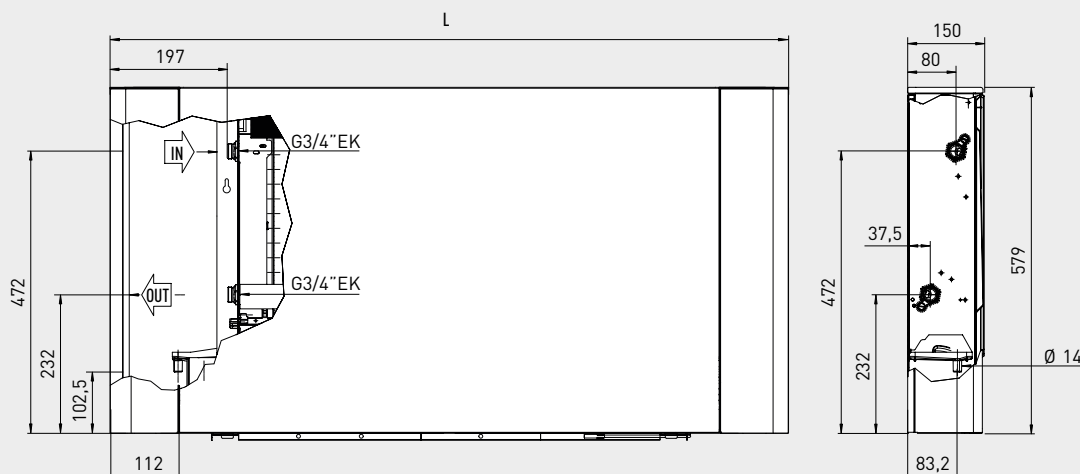 L
197
IN
G3/4”EK
472
OUT
G3/4”EK
232
102,5
112
150
80
37,5
472
579
232
Ø 14
83,2